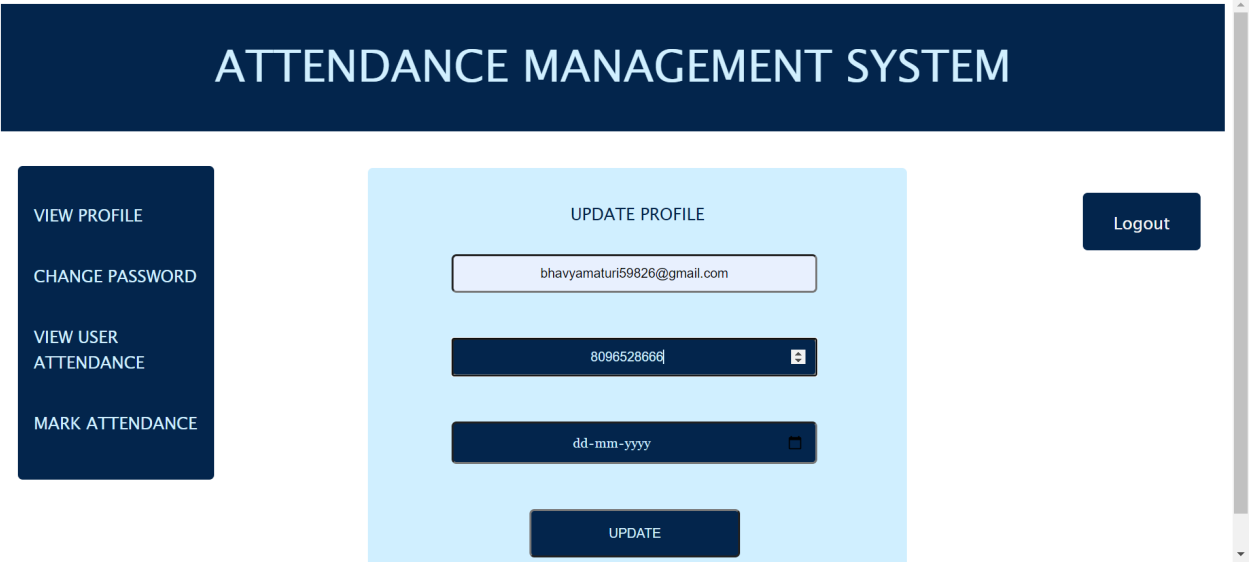 ATTENDANCE MANAGEMENT SYSTEM
VIEW PROFILE
CHANGE PASSWORD
VIEW USER
ATTENDANCE
MARK ATTENDANCE
UPDATE PROFILE
bhavyamaturi59826@gmail.com
8096528666
dd-mm-yyyy
UPDATE
Logout